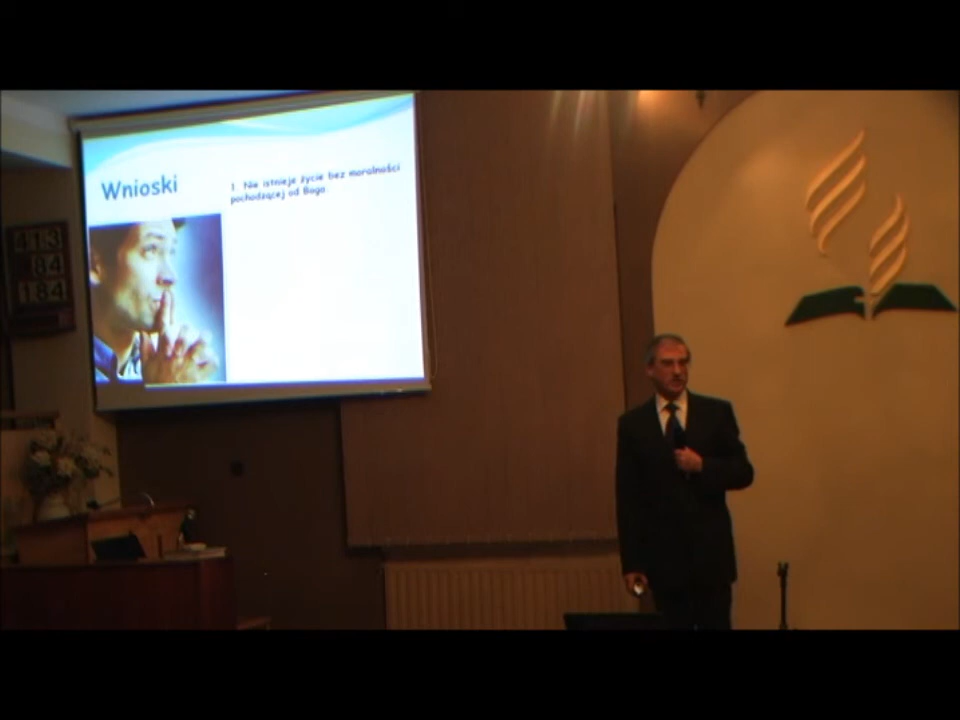 Wnioski
1. Nie istnieje życie bez moralności
pochodzącej od Boga
413
84
184